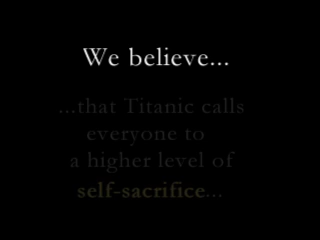 We believe...
...that Titanic calls
everyone to
a higher level of
self-sacrifice...